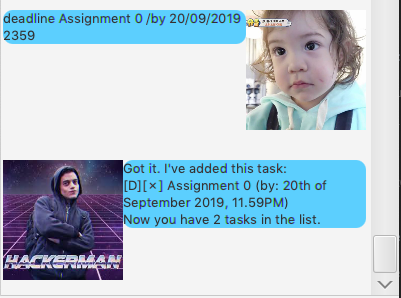 deadline Assignment 0 /by 20/09/2019
2359
Got it. I've added this task:
[D][×] Assignment 0 (by: 20th of
September 2019, 11.59PM)
Now you have 2 tasks in the list.
HACKERMAN